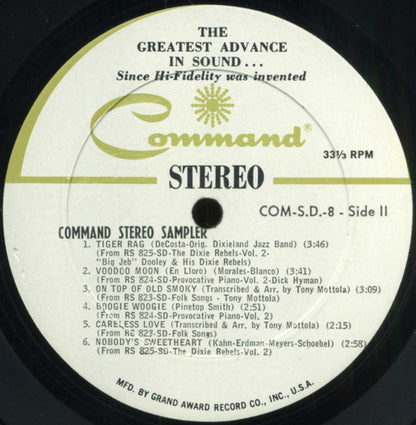 THE
GREATEST ADVANCE
IN SOUND...
Since Hi-Fidelity was invented
Command®
33⅓ RPM
STEREO
COM-S.D.-8 - Side II
COMMAND STEREO SAMPLER
1. TIGER RAG (DeCosta-Orig. Dixieland Jazz Band) (3:46)
(From RS 825-SD-The Dixie Rebels-Vol. 2-
"Big Jeb" Dooley & His Dixie Rebels)
2. VOODOO MOON (En Lloro) (Morales-Blanco) (3:41)
(From RS 824-SD-Provocative Piano-Vol. 2-Dick Hyman)
3. ON TOP OF OLD SMOKY (Transcribed & Arr. by Tony Mottola) (3:09)
(From RS 823-SD-Folk Songs - Tony Mottola)
4. BOOGIE WOOGIE (Pinetop Smith) (2:51)
(From RS 824-SD-Provocative Piano-Vol. 2)
5. CARELESS LOVE (Transcribed & Arr. by Tony Mottola) (2:15)
(From RS 823-SD-Folk Songs)
6. NOBODY'S SWEETHEART (Kahn-Erdman-Meyers-Schoebel) (2:58)
(From RS 825-SD-The Dixie Rebels-Vol. 2)
MFD. BY GRAND AWARD RECORD CO., INC., U.S.A.